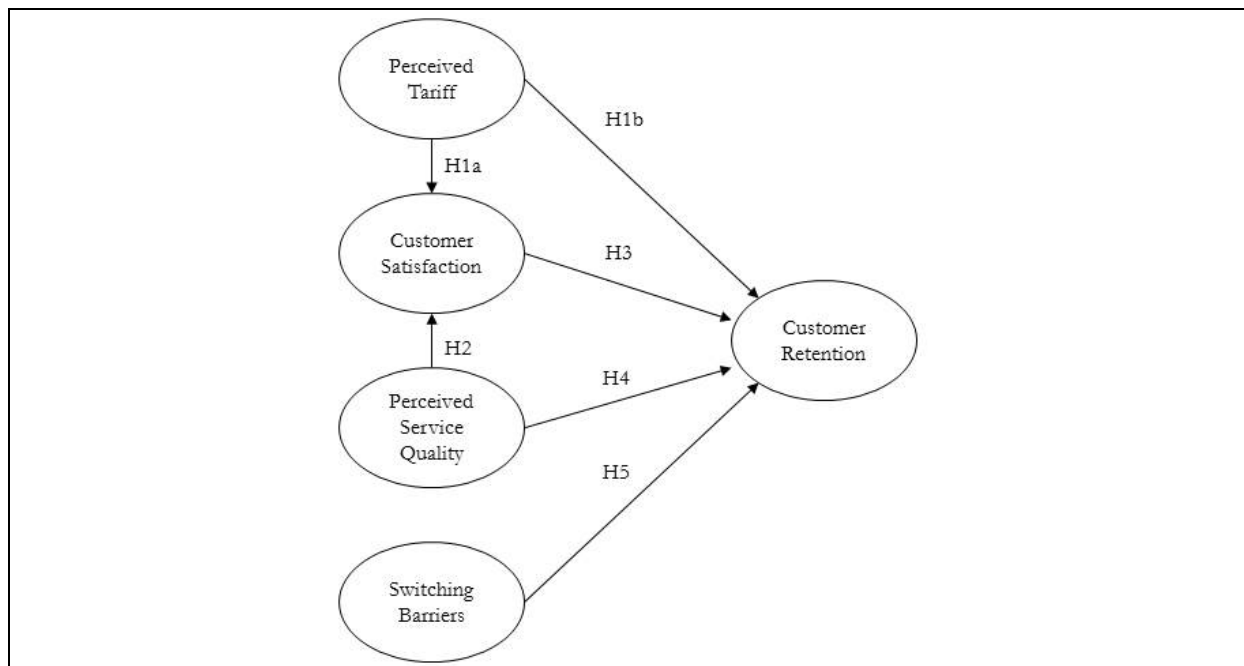 Perceived
Tariff
H1b
H1a
Customer
Satisfaction
H3
Customer
Retention
H2
H4
Perceived
Service
Quality
H5
Switching
Barriers